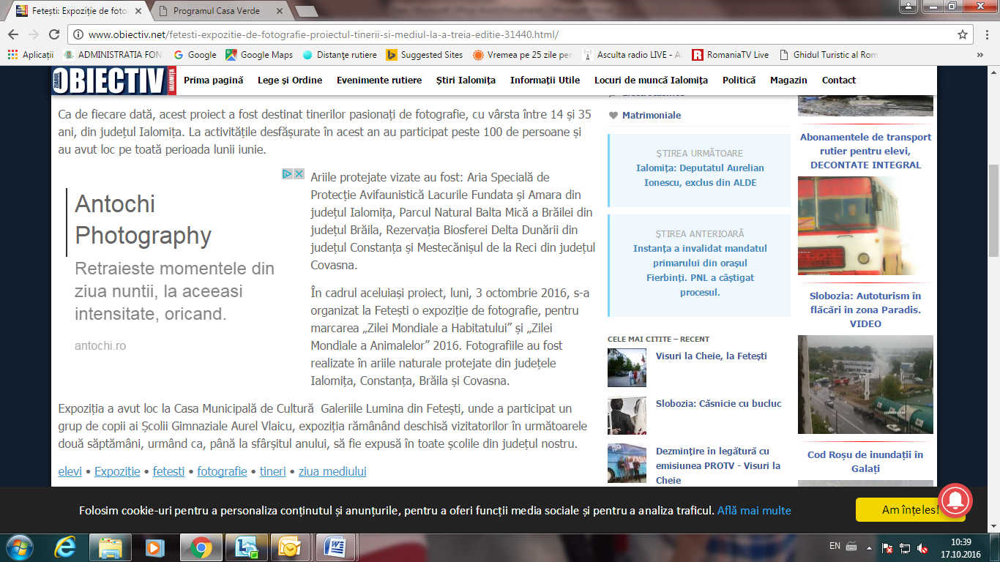 Fetești: Expoziție de foto
Programul Casa Verde
www.obiectiv.net/fetesti-expozitie-de-fotografie-proiectul-tinerii-si-mediul-la-a-treia-editie-31440.html/
Aplicații
ADMINISTRATIA FON
Google
Google Maps
Distanțe rutiere
Suggested Sites
Vremea pe 25 zile per
Asculta radio LIVE - A
RomaniaTV Live
Ghidul Turistic al Rom
»
ZIARUL OBIECTIV IALOMIȚA
Prima pagină
Lege și Ordine
Evenimente rutiere
Știri Ialomița
Informații Utile
Locuri de muncă Ialomița
Politică
Magazin
Contact
Ca de fiecare dată, acest proiect a fost destinat tinerilor pasionați de fotografie, cu vârsta între 14 și 35
ani, din județul Ialomița. La activitățile desfășurate în acest an au participat peste 100 de persoane și
au avut loc pe toată perioada lunii iunie.
Antochi
Photography
Retraieste momentele din
ziua nuntii, la aceeasi
intensitate, oricand.
antochi.ro
Ariile protejate vizate au fost: Aria Specială de
Protecție Avifaunistică Lacurile Fundata și Amara din
județul Ialomița, Parcul Natural Balta Mică a Brăilei din
județul Brăila, Rezervația Biosferei Delta Dunării din
județul Constanța și Mestecănișul de la Reci din județul
Covasna.
În cadrul aceluiași proiect, luni, 3 octombrie 2016, s-a
organizat la Fetești o expoziție de fotografie, pentru
marcarea „Zilei Mondiale a Habitatului” și „Zilei
Mondiale a Animalelor” 2016. Fotografiile au fost
realizate în ariile naturale protejate din județele
Ialomița, Constanța, Brăila și Covasna.
Expoziția a avut loc la Casa Municipală de Cultură  Galeriile Lumina din Fetești, unde a participat un
grup de copii ai Școlii Gimnaziale Aurel Vlaicu, expoziția rămânând deschisă vizitatorilor în următoarele
două săptămâni, urmând ca, până la sfârșitul anului, să fie expusă în toate școlile din județul nostru.
elevi • Expoziție • fetesti • fotografie • tineri • ziua mediului
Matrimoniale
ŞTIREA URMĂTOARE
Ialomița: Deputatul Aurelian
Ionescu, exclus din ALDE
ŞTIREA ANTERIOARĂ
Instanța a invalidat mandatul
primarului din orașul
Fierbinți. PNL a câștigat
procesul.
CELE MAI CITITE – RECENT
Visuri la Cheie, la Fetești
Slobozia: Căsnicie cu bucluc
Dezmințire în legătură cu
emisiunea PROTV - Visuri la
Cheie
Abonamentele de transport
rutier pentru elevi,
DECONTATE INTEGRAL
Slobozia: Autoturism în
flăcări în zona Paradis.
VIDEO
Cod Roșu de inundații în
Galați
Folosim cookie-uri pentru a personaliza conținutul și anunțurile, pentru a oferi funcții media sociale și pentru a analiza traficul. Află mai multe
Am înțeles!
EN
10:39
17.10.2016